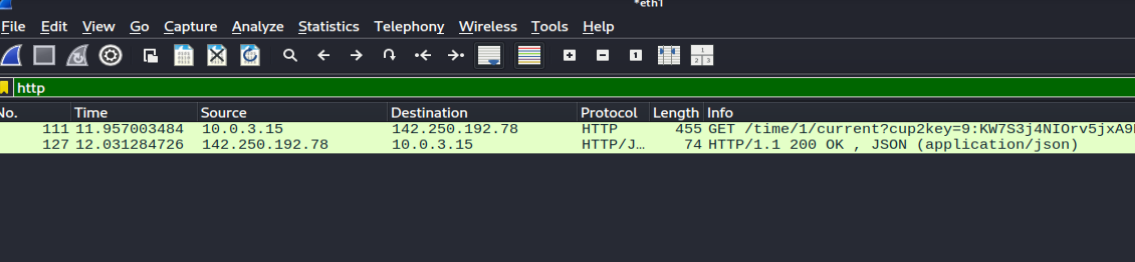 *eth1
File Edit View Go Capture Analyze Statistics Telephony Wireless Tools Help
http
No. Time Source Destination Protocol Length Info
111 11.957003484 10.0.3.15 142.250.192.78 HTTP 455 GET /time/1/current?cup2key=9:KW7S3j4NIOrv5jxA9
127 12.031284726 142.250.192.78 10.0.3.15 HTTP/J… 74 HTTP/1.1 200 OK , JSON (application/json)